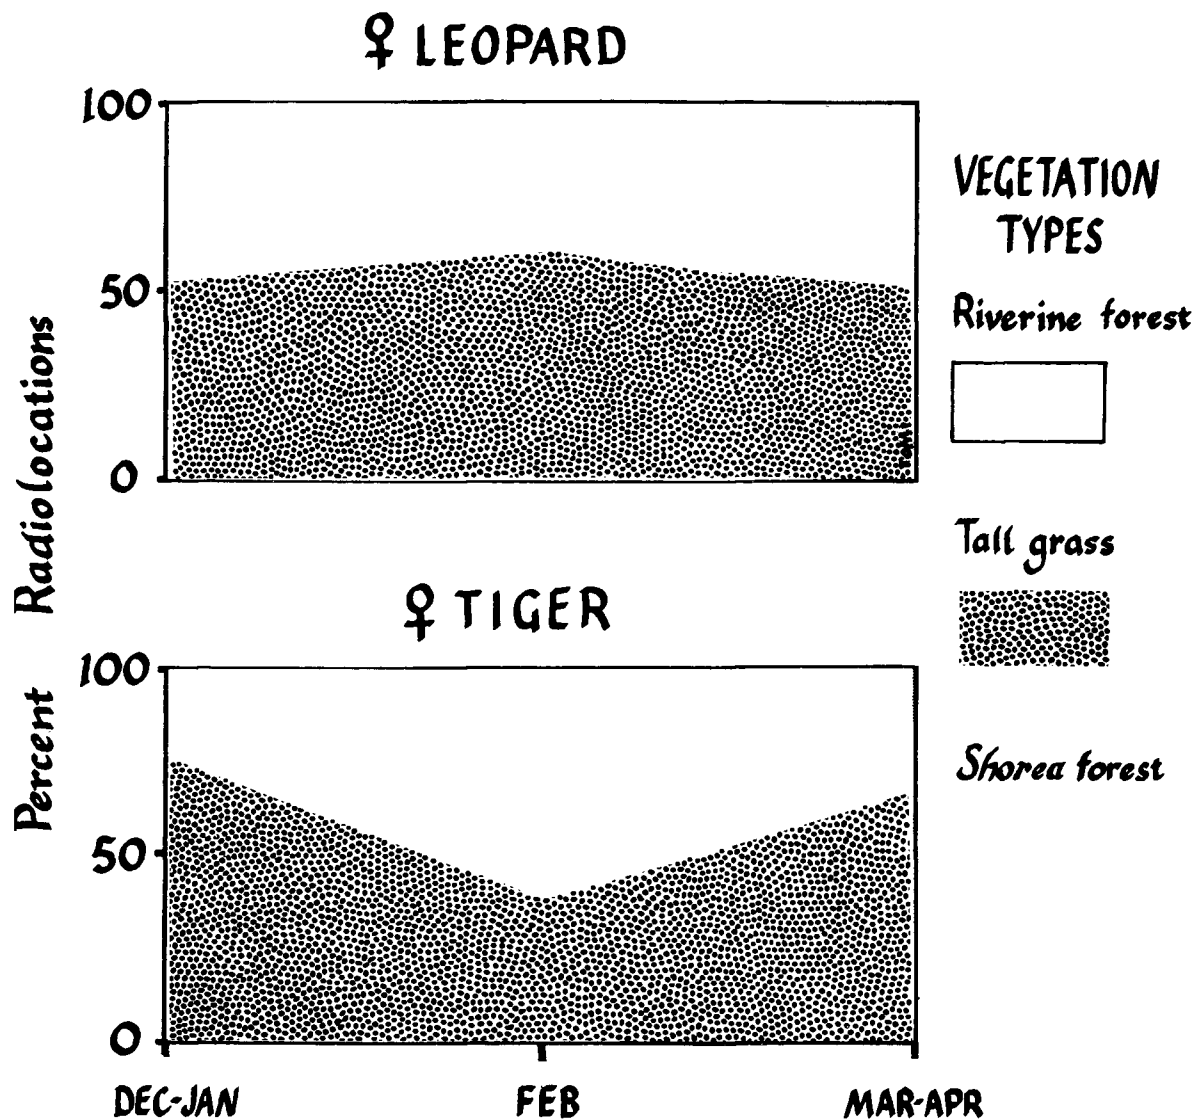 ♀ LEOPARD
100
50
0
VEGETATION
TYPES
Riverine forest
Tall grass
Shorea forest
Percent Radiolocations
♀ TIGER
100
50
0
DEC-JAN
FEB
MAR-APR